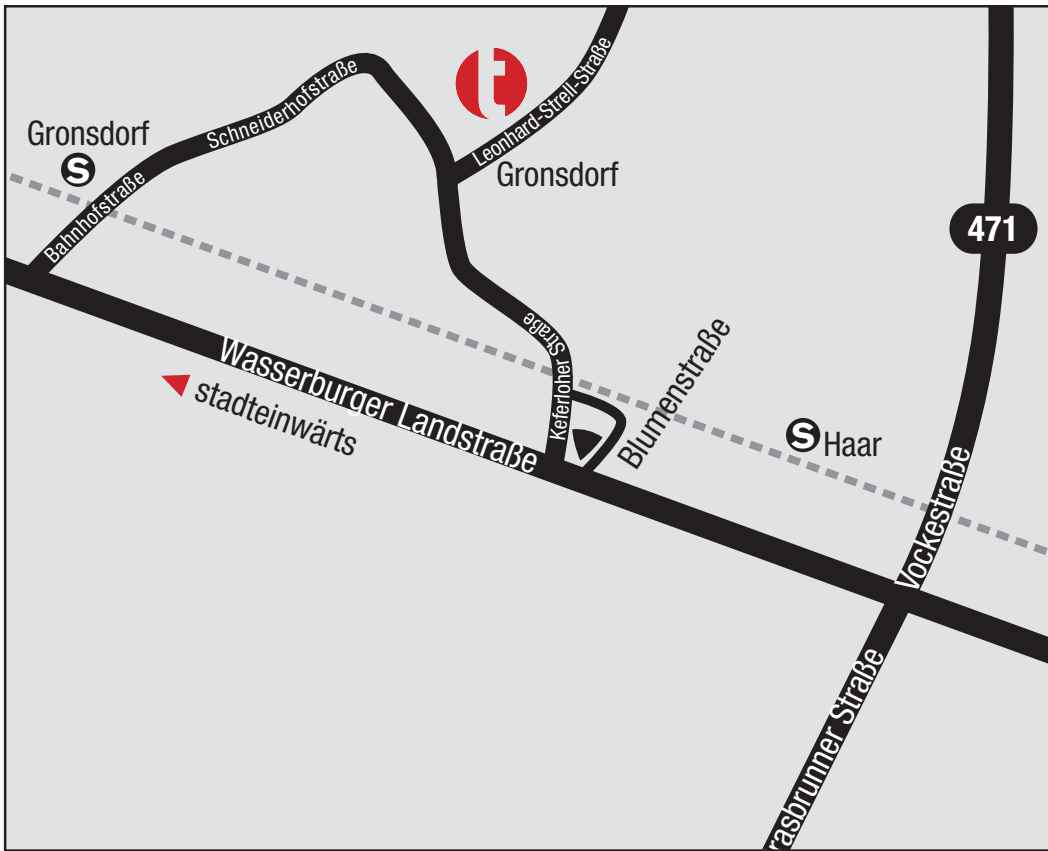 t
Leonhard-Strell-Straße
Schneiderhofstraße
Gronsdorf
S
Bahnhofstraße
Gronsdorf
471
Keferloher Straße
Wasserburger Landstraße
stadteinwärts
Blumenstraße
S Haar
Vockestraße
rasbrunner Straße